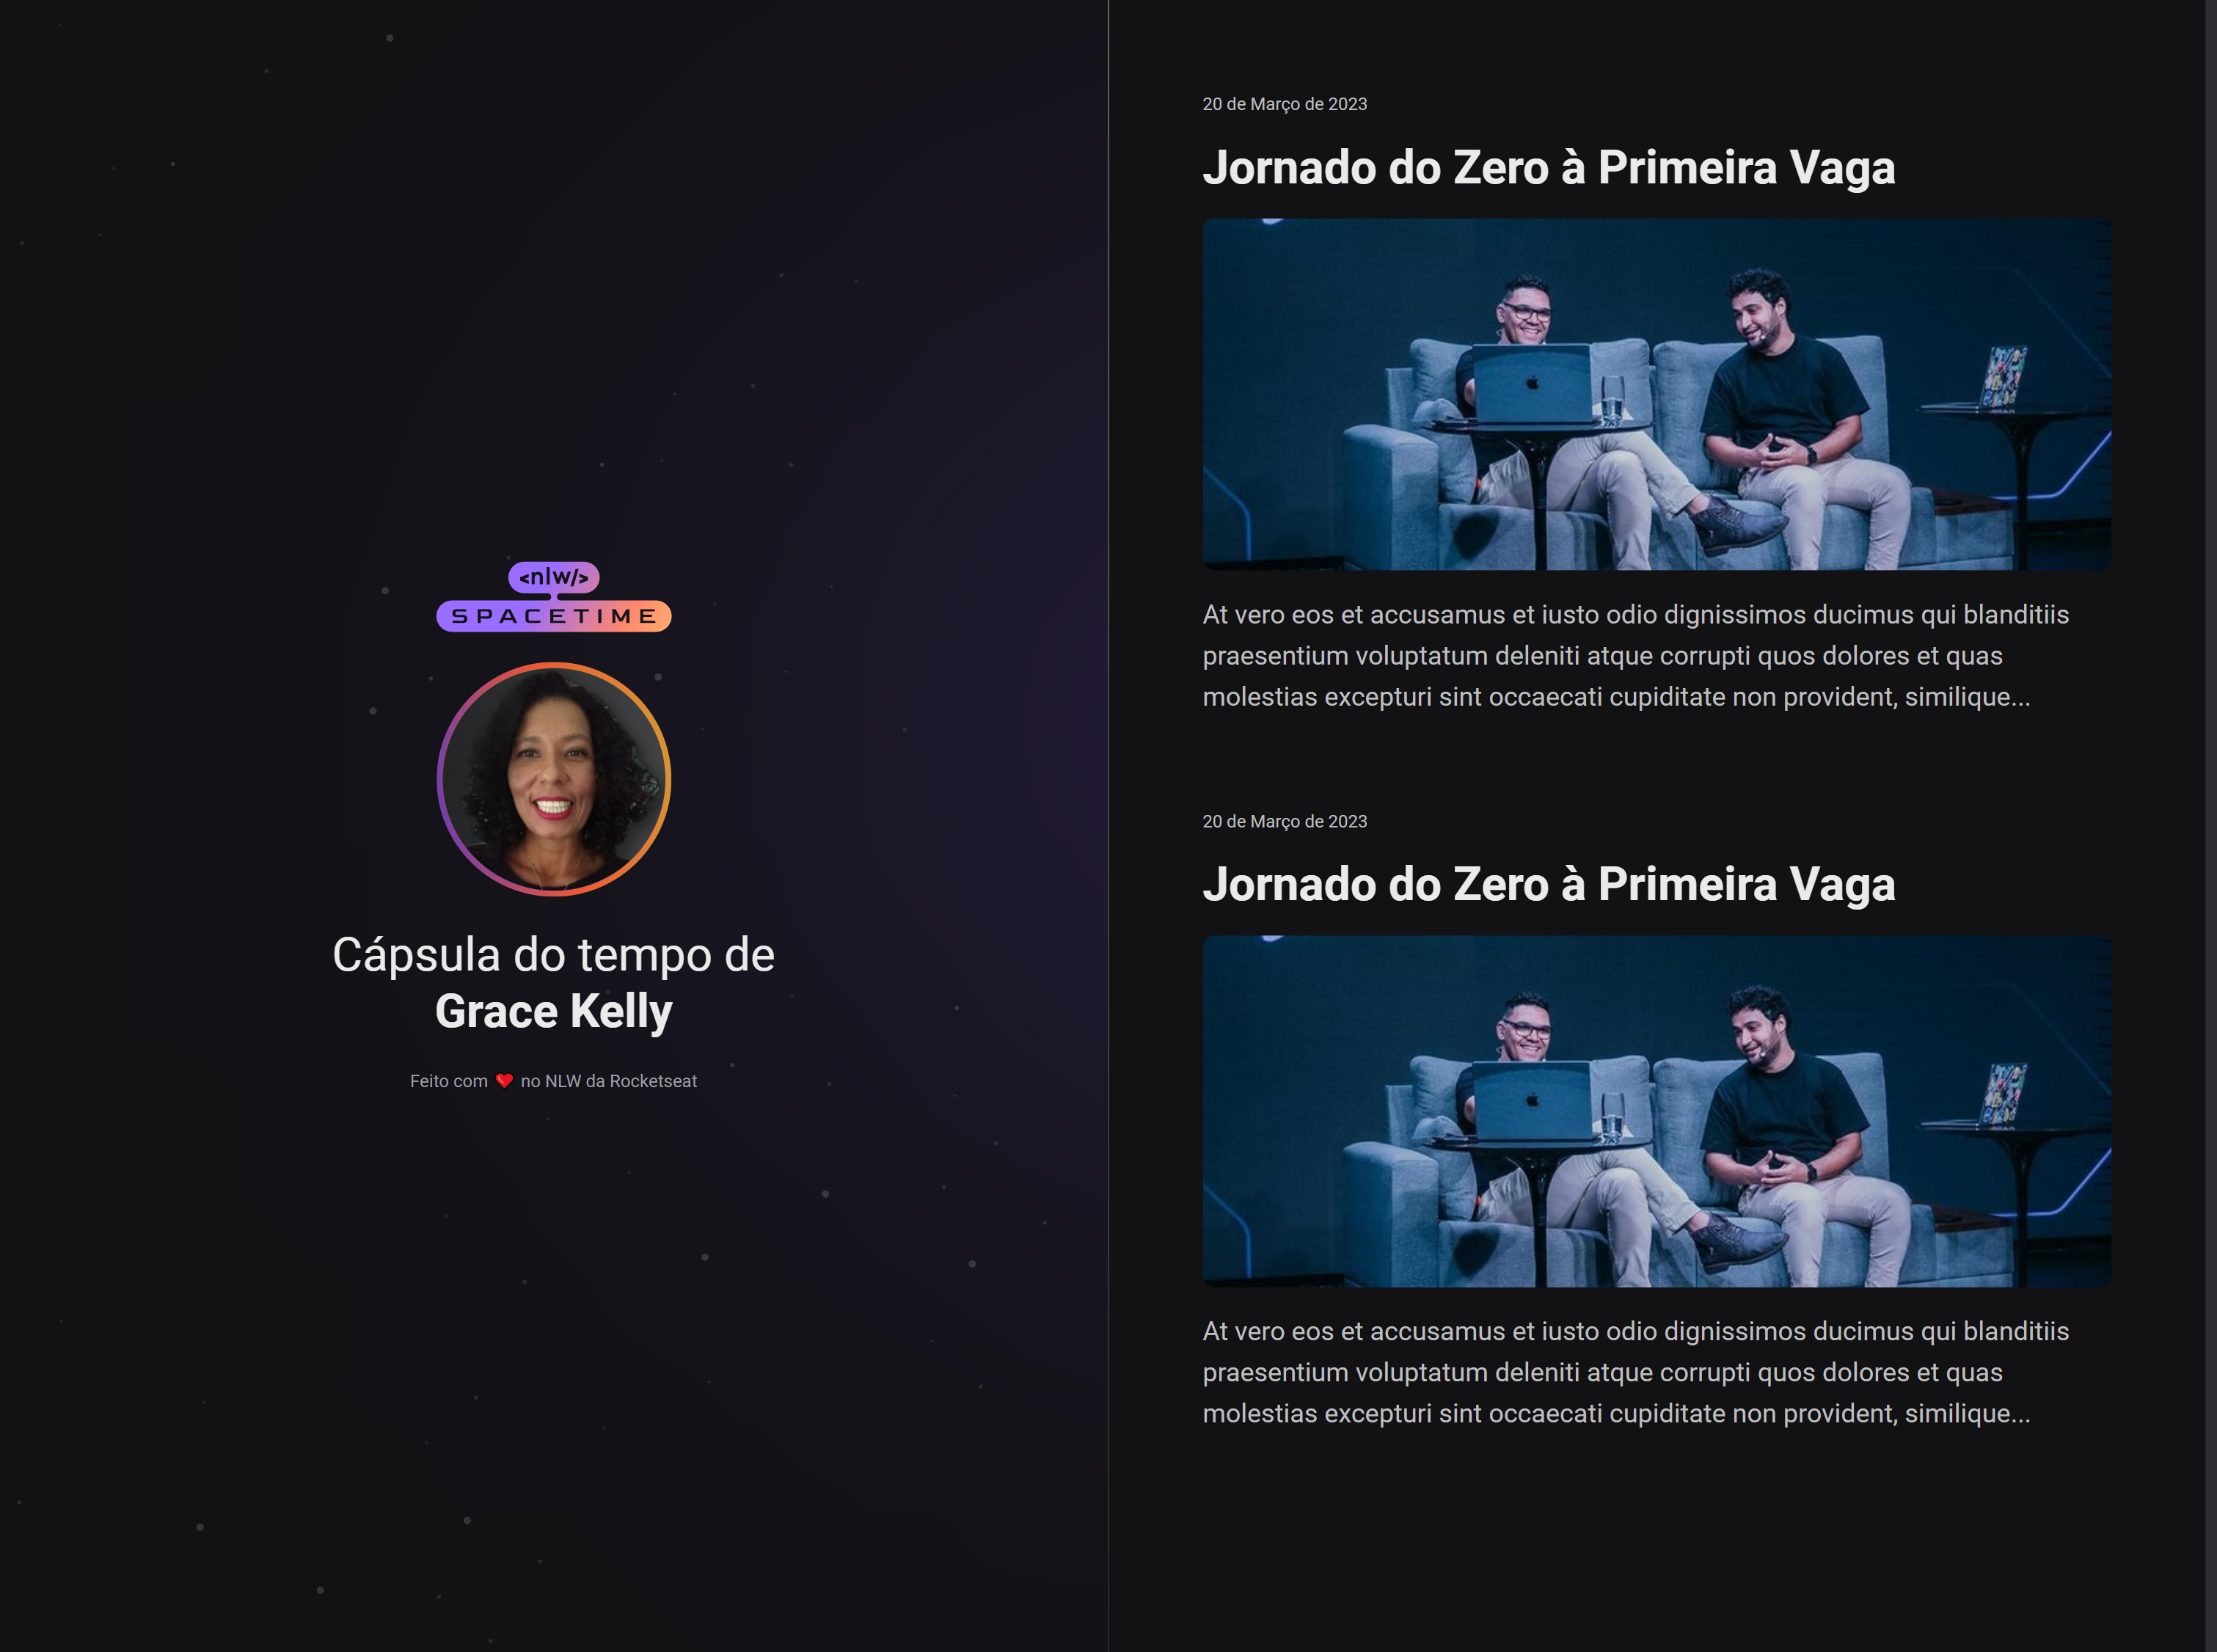 <nlw/>
SPACETIME
Cápsula do tempo de
Grace Kelly
Feito com ❤️ no NLW da Rocketseat
20 de Março de 2023
Jornado do Zero à Primeira Vaga
At vero eos et accusamus et iusto odio dignissimos ducimus qui blanditiis
praesentium voluptatum deleniti atque corrupti quos dolores et quas
molestias excepturi sint occaecati cupiditate non provident, similique...
20 de Março de 2023
Jornado do Zero à Primeira Vaga
At vero eos et accusamus et iusto odio dignissimos ducimus qui blanditiis
praesentium voluptatum deleniti atque corrupti quos dolores et quas
molestias excepturi sint occaecati cupiditate non provident, similique...